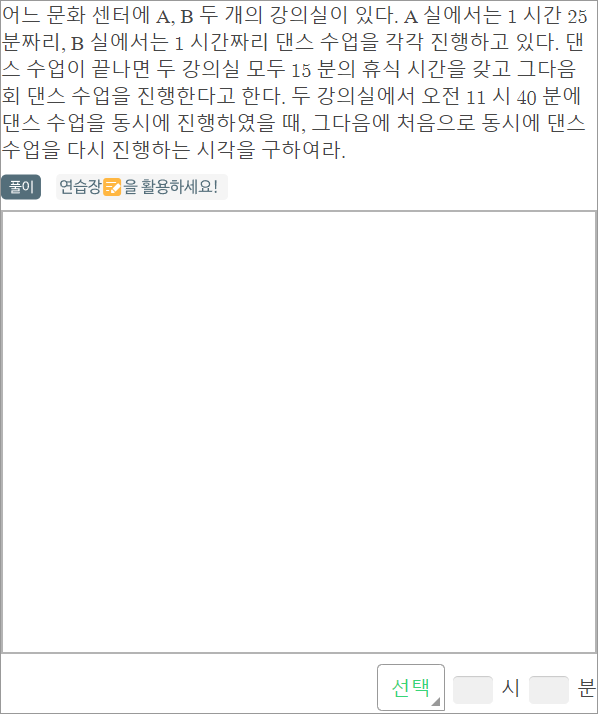 어느 문화 센터에 A, B 두 개의 강의실이 있다. A 실에서는 1 시간 25
분짜리, B 실에서는 1 시간짜리 댄스 수업을 각각 진행하고 있다. 댄
스 수업이 끝나면 두 강의실 모두 15 분의 휴식 시간을 갖고 그다음
회 댄스 수업을 진행한다고 한다. 두 강의실에서 오전 11 시 40 분에
댄스 수업을 동시에 진행하였을 때, 그다음에 처음으로 동시에 댄스
수업을 다시 진행하는 시각을 구하여라.
풀이 연습장을 활용하세요!
선택 시 분